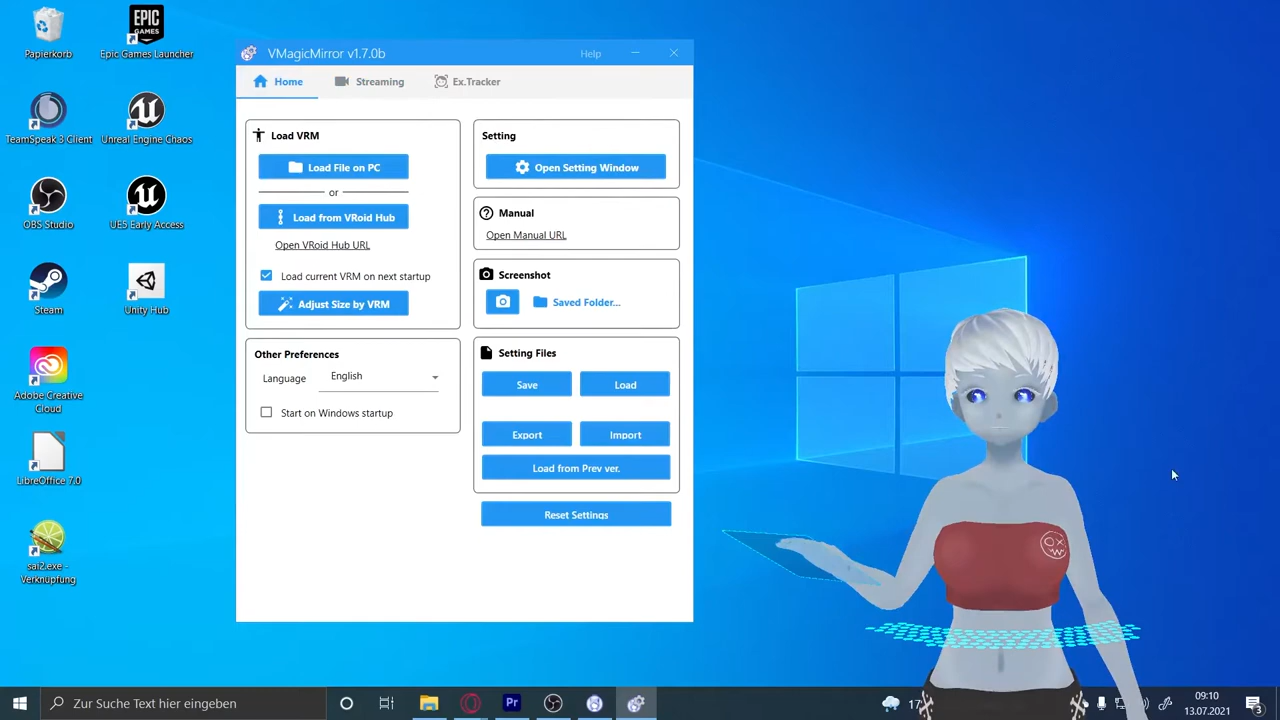 Papierkorb
EPIC
GAMES
Epic Games Launcher
TeamSpeak 3 Client
Unreal Engine Chaos
OBS Studio
UE5 Early Access
Steam
Unity Hub
Adobe Creative
Cloud
LibreOffice 7.0
sai2.exe -
Verknüpfung
VMagicMirror v1.7.0b
Help
Home
Streaming
Ex.Tracker
Load VRM
Load File on PC
or
Load from VRoid Hub
Open VRoid Hub URL
Load current VRM on next startup
Adjust Size by VRM
Other Preferences
Language
English
Start on Windows startup
Setting
Open Setting Window
Manual
Open Manual URL
Screenshot
Saved Folder...
Setting Files
Save
Load
Export
Import
Load from Prev ver.
Reset Settings
Zur Suche Text hier eingeben
Pr
17
09:10
13.07.2021
3